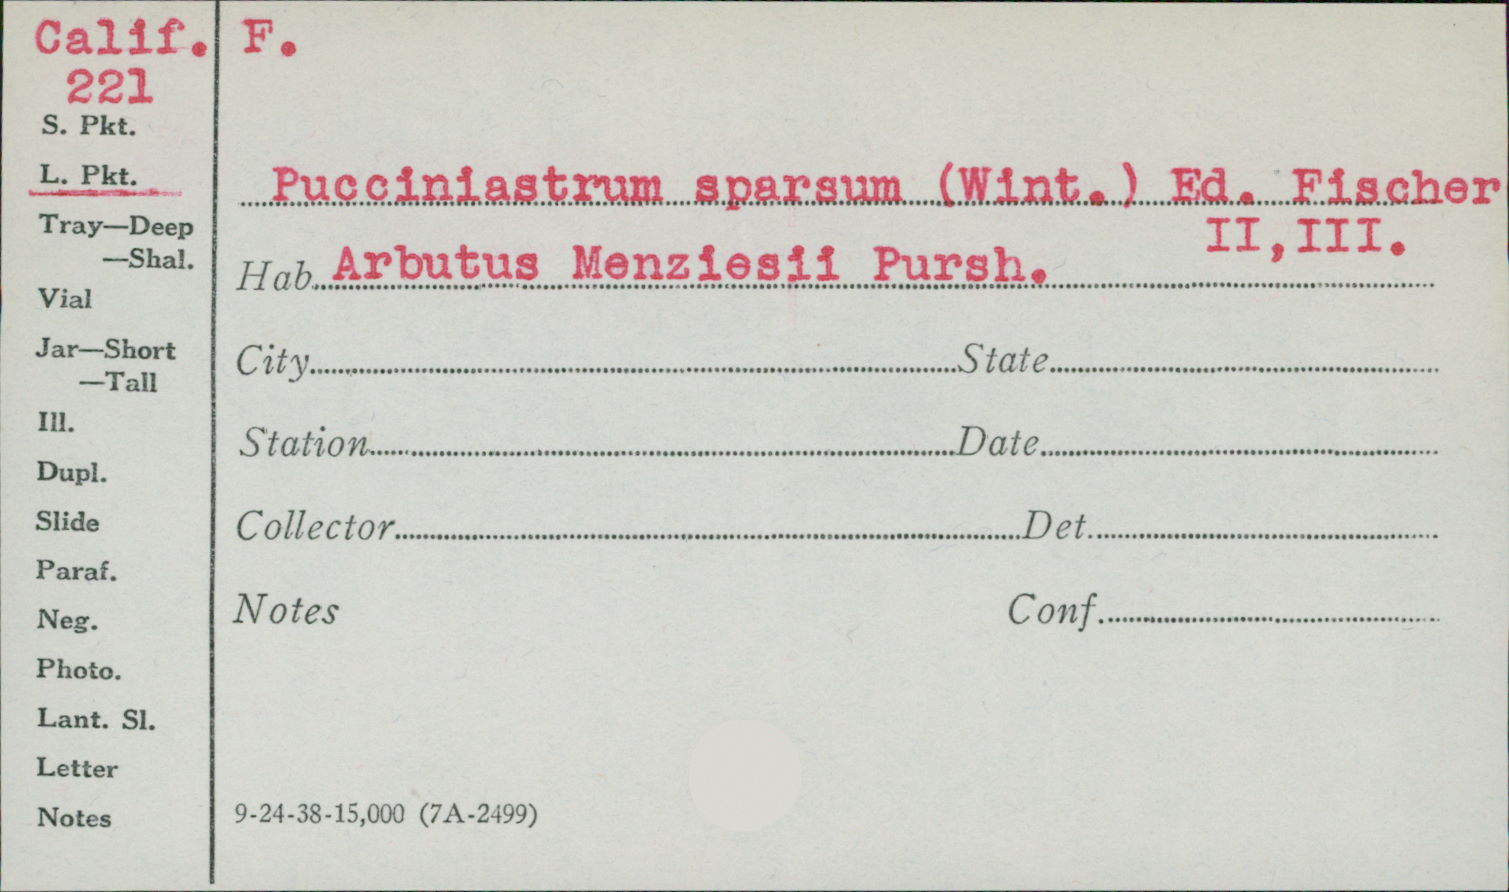 Calif. F.
221
S. Pkt.
L. Pkt.
Pucciniastrum sparsum (Wint.) Ed. Fischer
II, III.
Tray—Deep
—Shal.
Hab. Arbutus Menziesii Pursh.
Vial
Jar—Short
—Tall
City State
Ill.
Station Date
Dupl.
Slide
Collector Det.
Paraf.
Neg.
Notes Conf.
Photo.
Lant. Sl.
Letter
Notes
9-24-38-15,000 (7A-2499)